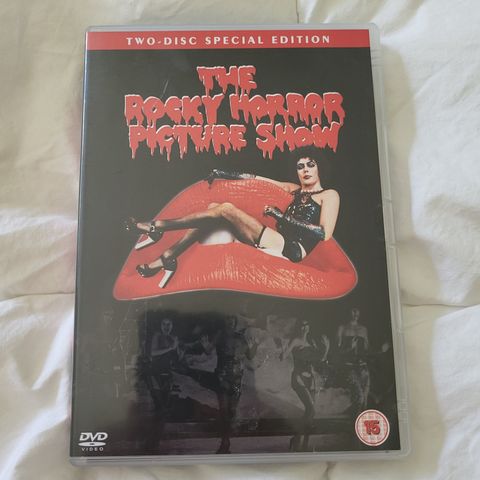 TWO-DISC SPECIAL EDITION
THE
ROCKY HORROR
PICTURE SHOW
DVD
VIDEO
15